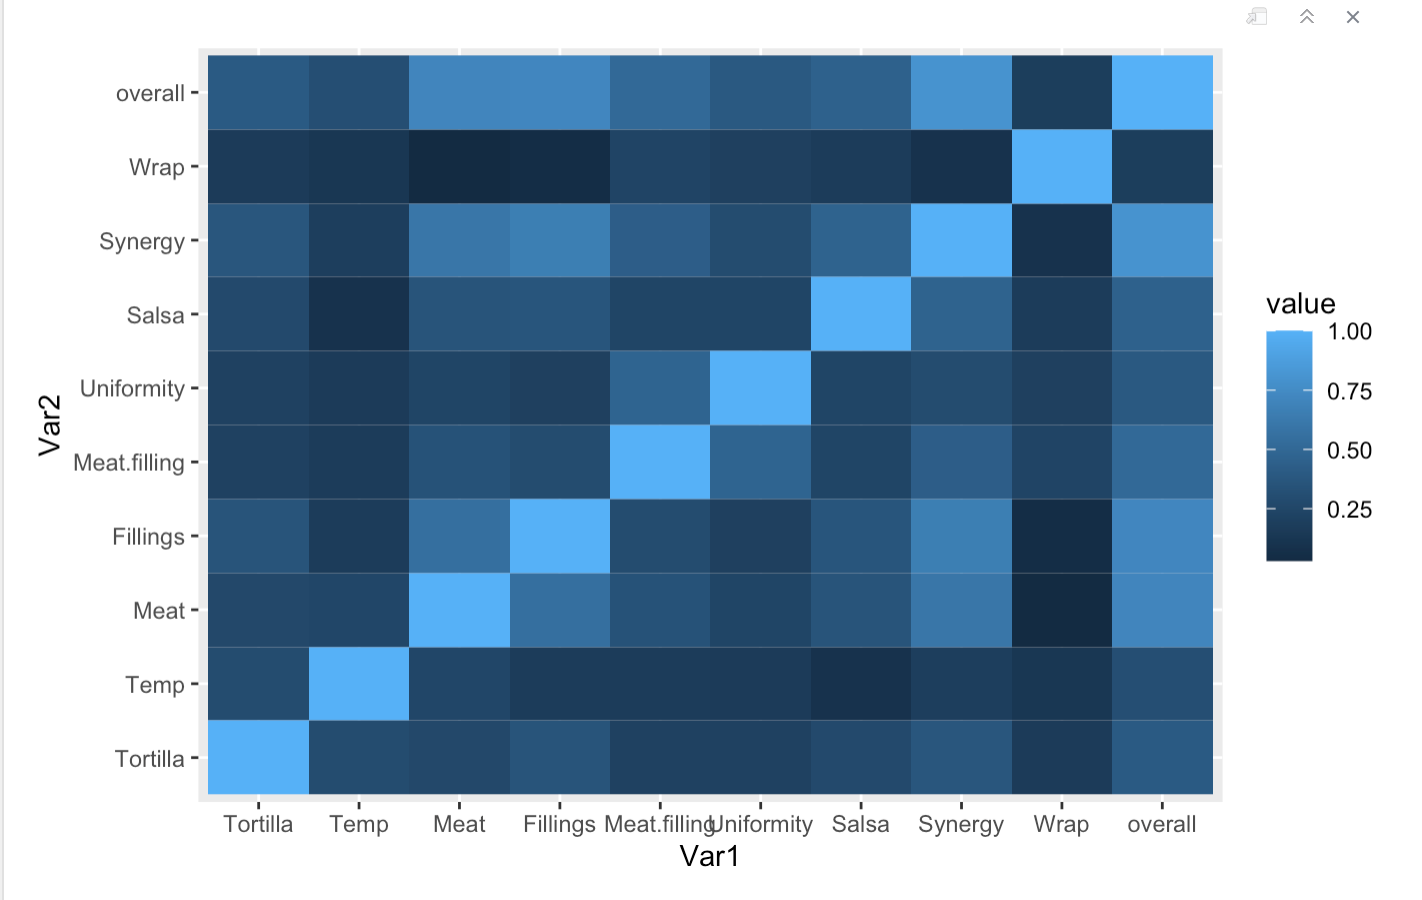 overall
Wrap
Synergy
Salsa
Uniformity
Meat.filling
Fillings
Meat
Temp
Tortilla
Var2
Tortilla Temp Meat Fillings Meat.filling Uniformity Salsa Synergy Wrap overall
Var1
value
1.00
0.75
0.50
0.25